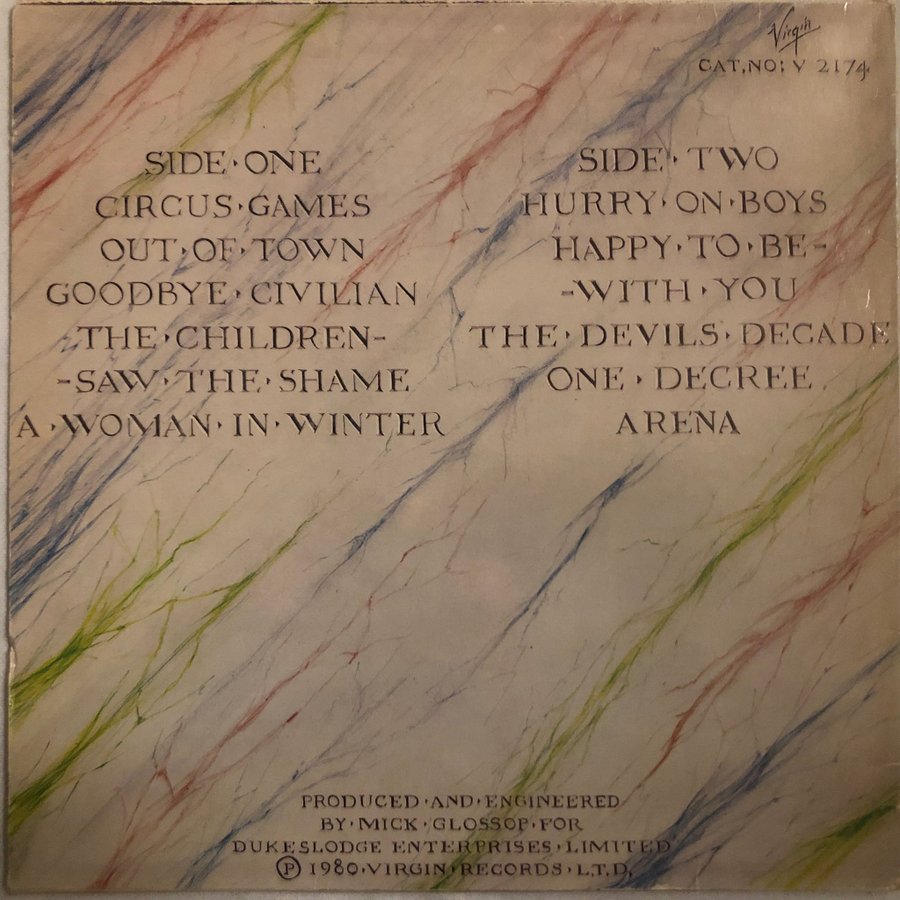 Virgin
CAT.NO: V 2174
SIDE·ONE
CIRCUS·GAMES
OUT·OF·TOWN
GOODBYE·CIVILIAN
-THE·CHILDREN-
-SAW·THE·SHAME
A·WOMAN·IN·WINTER
SIDE·TWO
HURRY·ON·BOYS
HAPPY·TO·BE-
-WITH·YOU
THE·DEVILS·DECADE
ONE·DECREE
ARENA
PRODUCED·AND·ENGINEERED
BY·MICK·GLOSSOP·FOR
DUKESLODGE ENTERPRISES·LIMITED
Ⓟ 1980·VIRGIN·RECORDS·L.T.D.